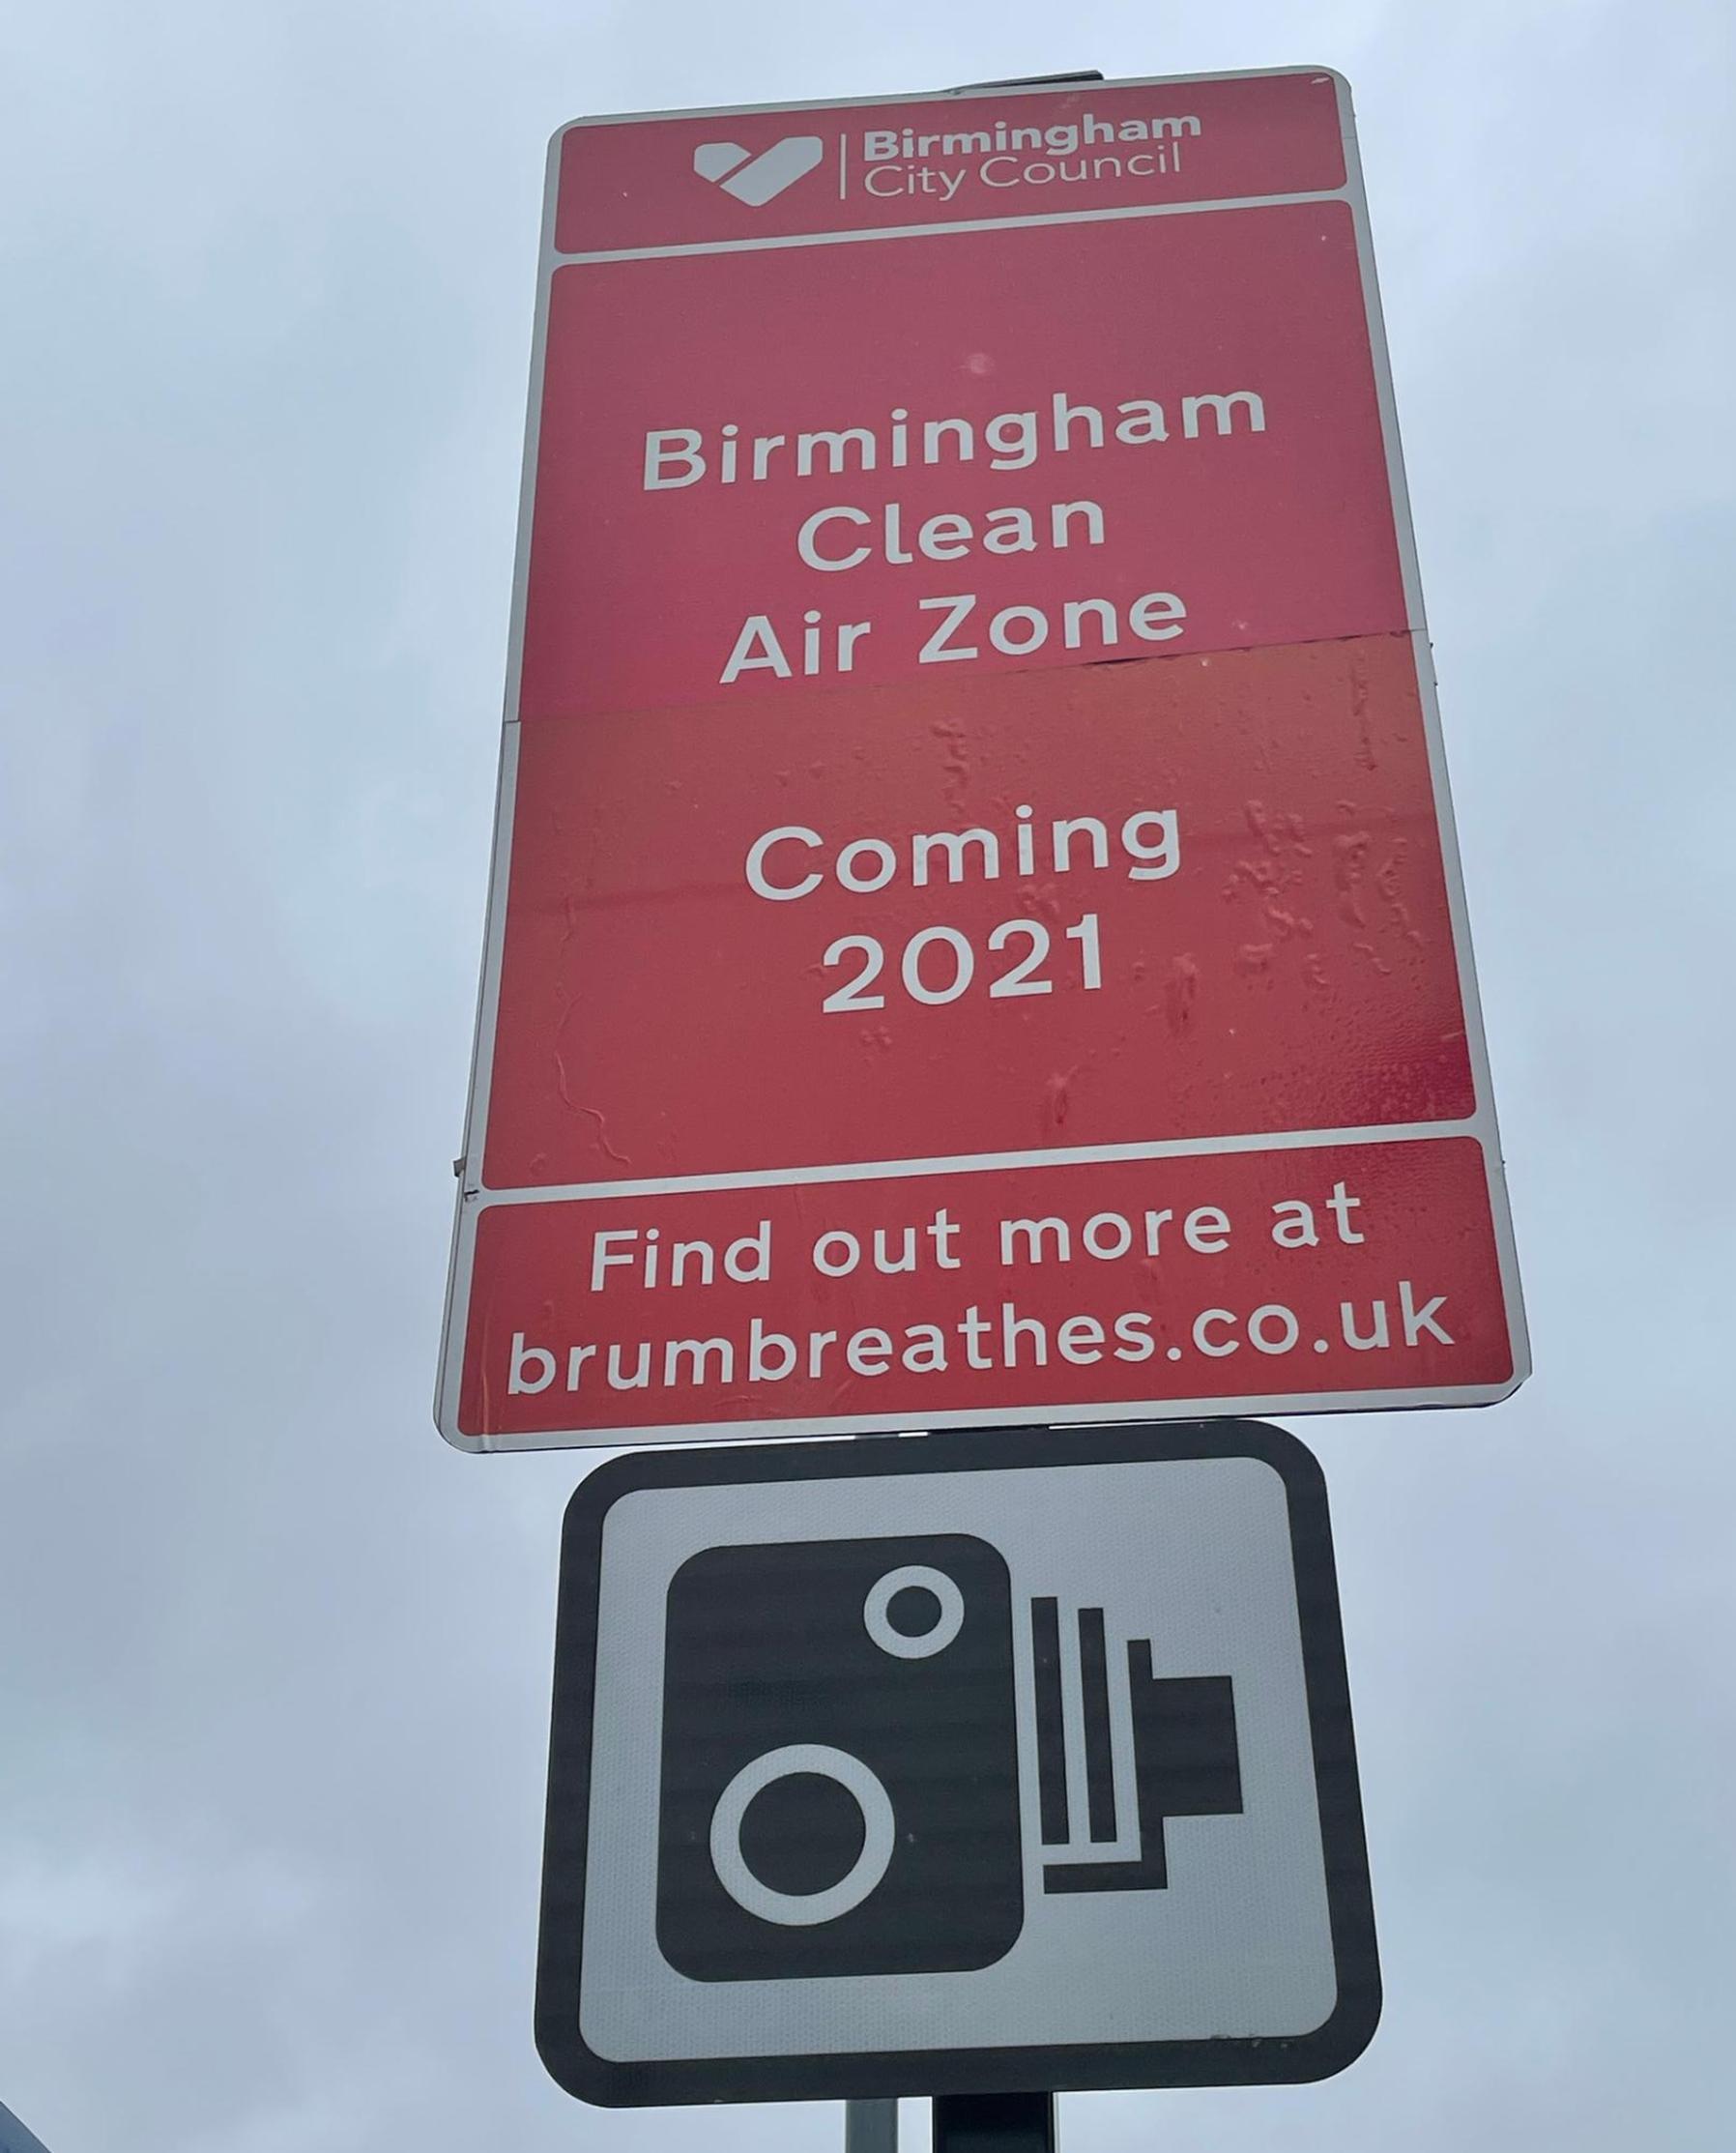 Birmingham
City Council
Birmingham
Clean
Air Zone
Coming
2021
Find out more at
brumbreathes.co.uk